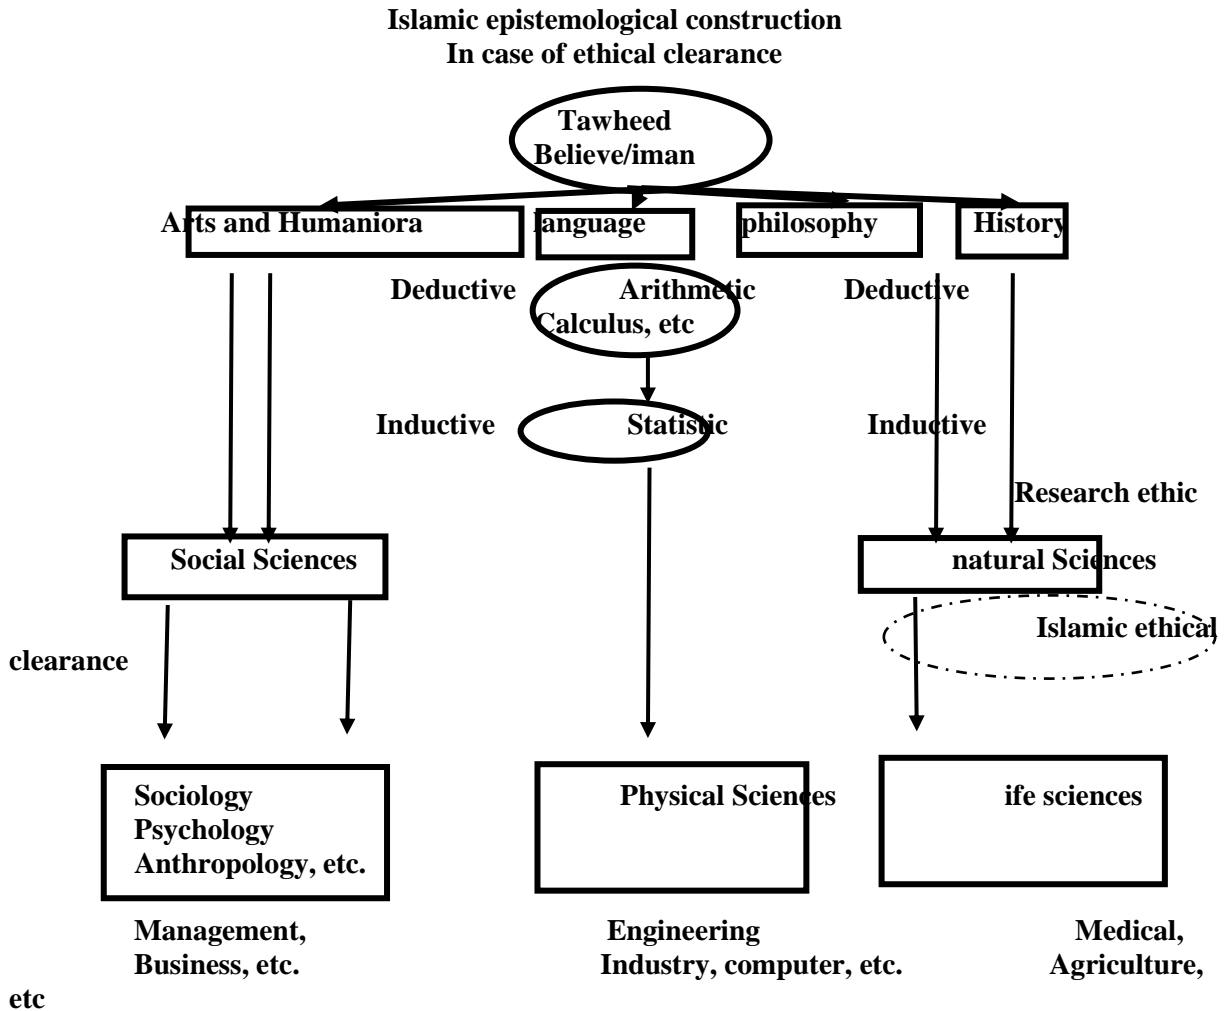 Islamic epistemological construction
In case of ethical clearance
Tawheed
Believe/iman
Arts and Humaniora language philosophy History
Deductive Arithmetic Deductive
Calculus, etc
Inductive Statistic Inductive
Research ethic
Social Sciences natural Sciences
Islamic ethical
clearance
Sociology Physical Sciences ife sciences
Psychology
Anthropology, etc.
Management, Engineering Medical,
Business, etc. Industry, computer, etc. Agriculture,
etc